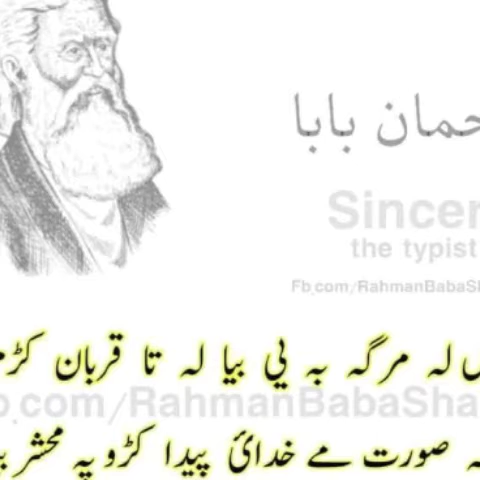 حمان بابا
Sincer
the typist
Fb.com/RahmanBabaSh
له مرګه به یې بیا له تا قربان کړم
.com/RahmanBabaSha
صورت مے خدائ پیدا کړو په محشر